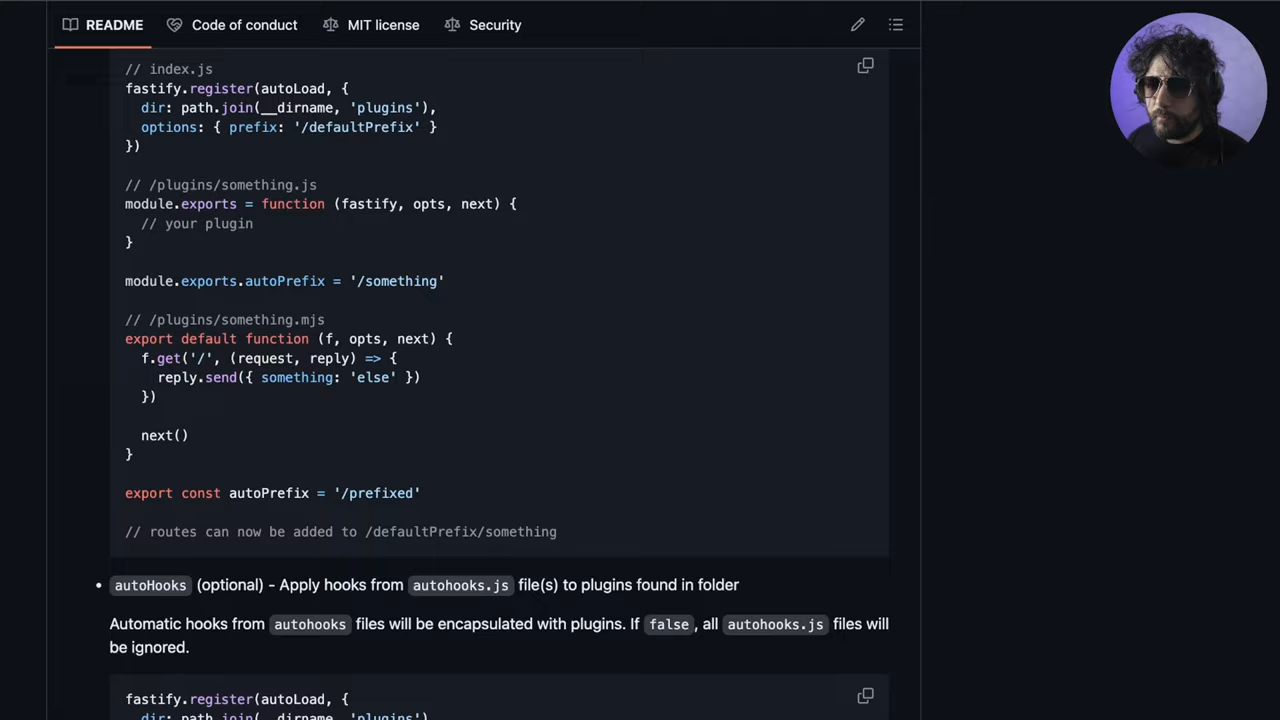 README Code of conduct MIT license Security
// index.js
fastify.register(autoLoad, {
  dir: path.join(__dirname, 'plugins'),
  options: { prefix: '/defaultPrefix' }
})
// /plugins/something.js
module.exports = function (fastify, opts, next) {
  // your plugin
}
module.exports.autoPrefix = '/something'
// /plugins/something.mjs
export default function (f, opts, next) {
  f.get('/', (request, reply) => {
    reply.send({ something: 'else' })
  })
  next()
}
export const autoPrefix = '/prefixed'
// routes can now be added to /defaultPrefix/something
• autoHooks (optional) - Apply hooks from autohooks.js file(s) to plugins found in folder
Automatic hooks from autohooks files will be encapsulated with plugins. If false, all autohooks.js files will
be ignored.
fastify.register(autoLoad, {
  dir: path.join(__dirname, 'plugins'),